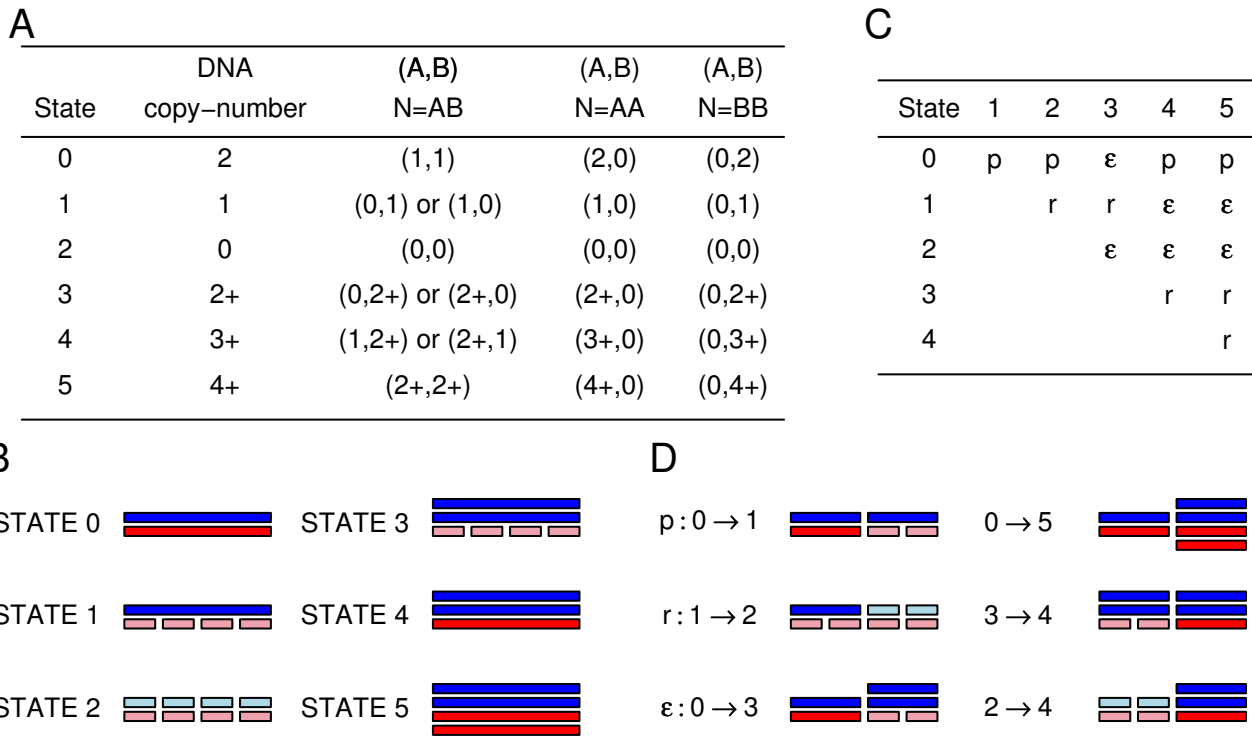 A
DNA (A,B) (A,B) (A,B)
State copy−number N=AB N=AA N=BB
0 2 (1,1) (2,0) (0,2)
1 1 (0,1) or (1,0) (1,0) (0,1)
2 0 (0,0) (0,0) (0,0)
3 2+ (0,2+) or (2+,0) (2+,0) (0,2+)
4 3+ (1,2+) or (2+,1) (3+,0) (0,3+)
5 4+ (2+,2+) (4+,0) (0,4+)
C
State 1 2 3 4 5
0 p p ε p p
1 r r ε ε
2 ε ε ε
3 r r
4 r
B
STATE 0 STATE 3
STATE 1 STATE 4
STATE 2 STATE 5
D
p : 0 → 1 0 → 5
r : 1 → 2 3 → 4
ε : 0 → 3 2 → 4